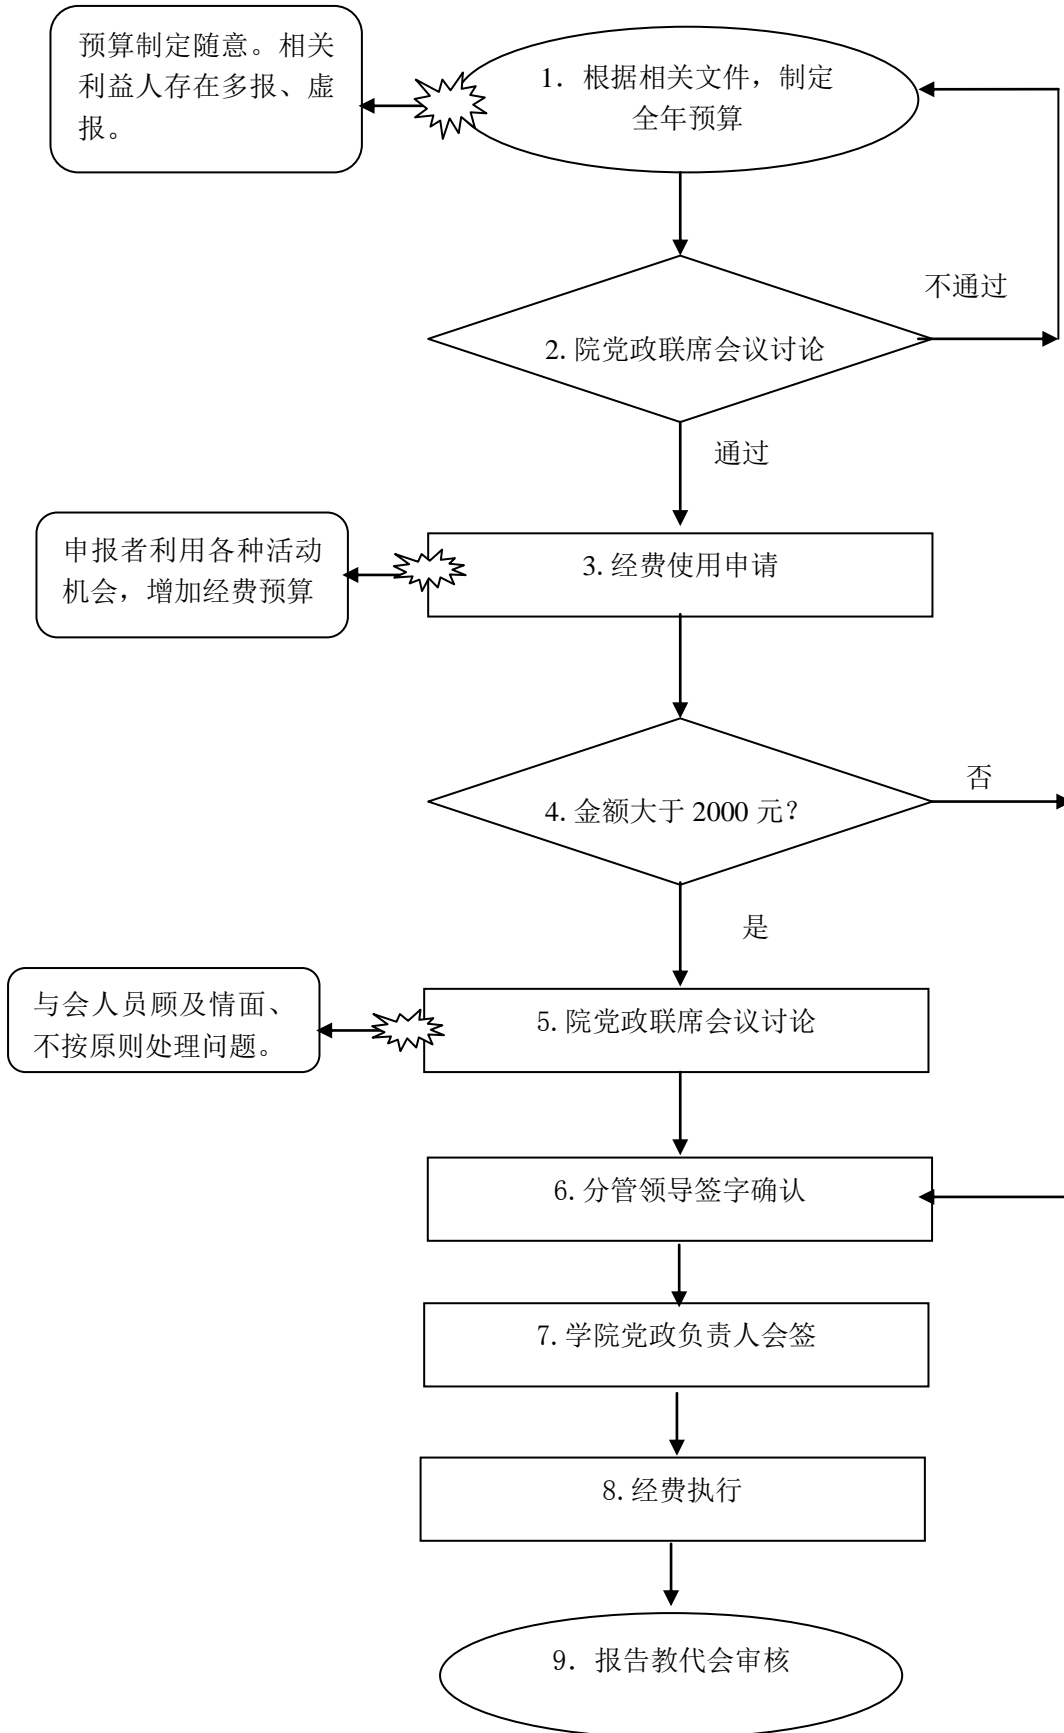 预算制定随意。相关
利益人存在多报、虚
报。
1. 根据相关文件，制定
全年预算
不通过
2.院党政联席会议讨论
通过
申报者利用各种活动
机会，增加经费预算
3.经费使用申请
否
4.金额大于 2000 元？
是
与会人员顾及情面、
不按原则处理问题。
5.院党政联席会议讨论
6.分管领导签字确认
7.学院党政负责人会签
8.经费执行
9. 报告教代会审核